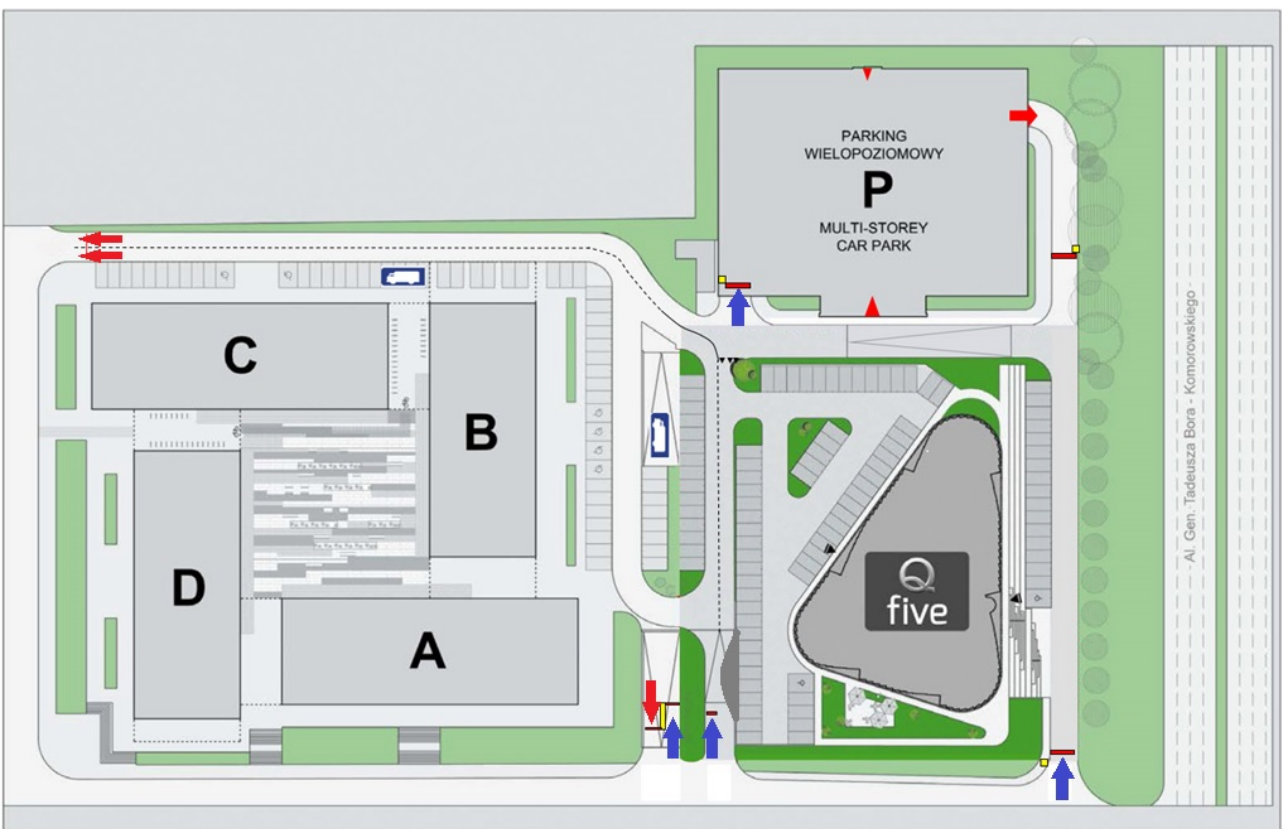 PARKING
WIELOPOZIOMOWY
P
MULTI-STOREY
CAR PARK
C
B
D
A
Q
five
Al. Gen. Tadeusza Bora - Komorowskiego